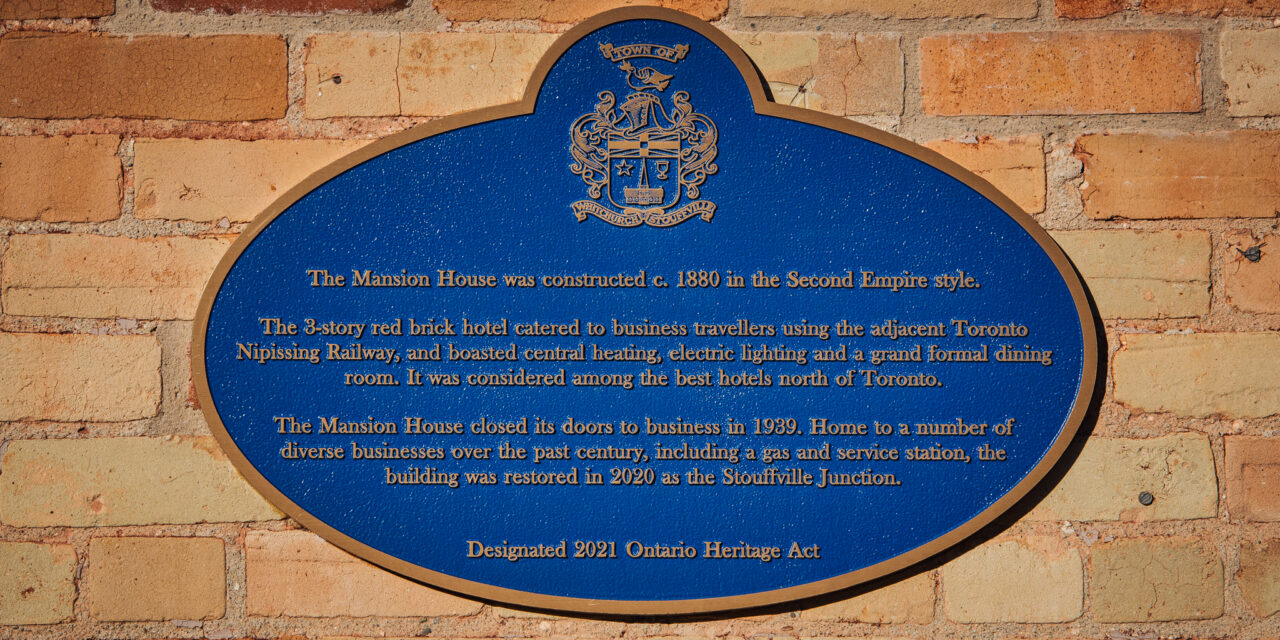 TOWN OF
WHITCHURCH STOUFFVILLE
The Mansion House was constructed c. 1880 in the Second Empire style.
The 3-story red brick hotel catered to business travellers using the adjacent Toronto
Nipissing Railway, and boasted central heating, electric lighting and a grand formal dining
room. It was considered among the best hotels north of Toronto.
The Mansion House closed its doors to business in 1939. Home to a number of
diverse businesses over the past century, including a gas and service station, the
building was restored in 2020 as the Stouffville Junction.
Designated 2021 Ontario Heritage Act